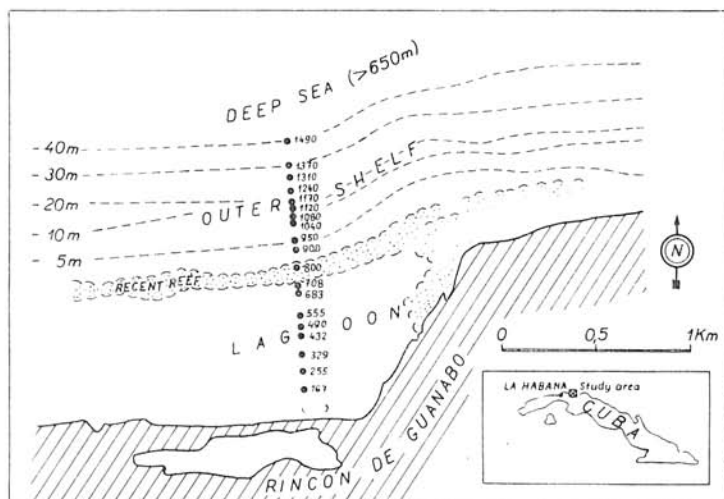 DEEP SEA (>650m)
40m
1490
30m
1370
1310
1240
20m
1170
1120
OUTER SHELF
1080
1040
10m
950
900
5m
800
RECENT REEF
708
683
555
LAGOON
490
432
329
255
167
RINCON DE GUANABO
N
0 0,5 1Km
LA HABANA Study area
CUBA